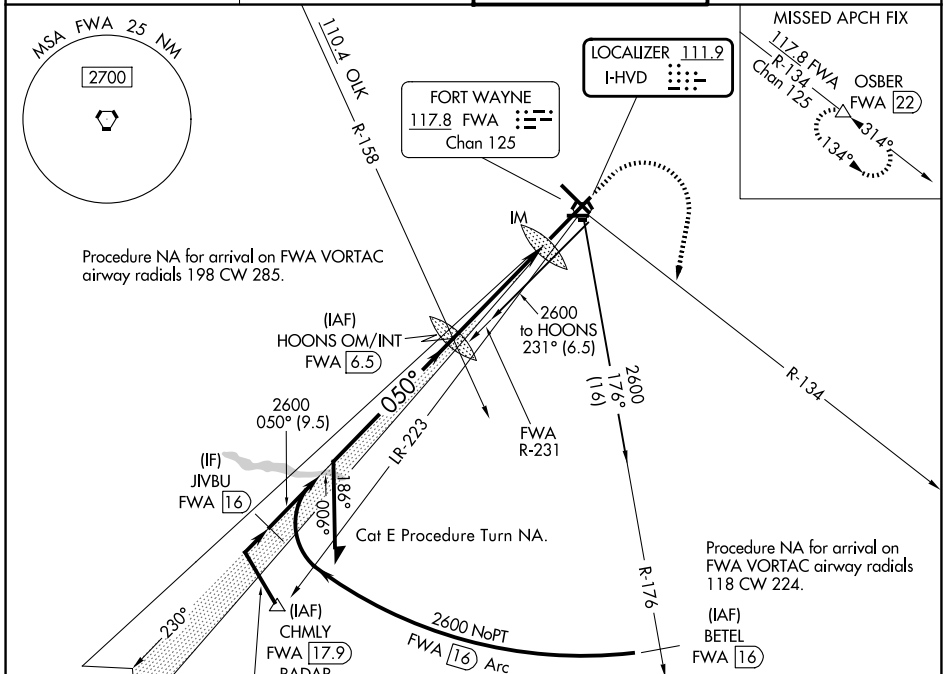 MSA FWA 25 NM
2700
110.4 OLK
R-158
LOCALIZER 111.9
I-HVD
FORT WAYNE
117.8 FWA
Chan 125
MISSED APCH FIX
117.8 FWA
R-134
Chan 125
OSBER
FWA 22
314°
134°
IM
Procedure NA for arrival on FWA VORTAC
airway radials 198 CW 285.
(IAF)
HOONS OM/INT
FWA 6.5
2600
to HOONS
231° (6.5)
2600
176°
(16)
R-134
050°
2600
050° (9.5)
LR-223
FWA
R-231
(IF)
JIVBU
FWA 16
186°
006°
Cat E Procedure Turn NA.
R-176
Procedure NA for arrival on
FWA VORTAC airway radials
118 CW 224.
(IAF)
BETEL
FWA 16
2600 NoPT
FWA 16 Arc
230°
(IAF)
CHMLY
FWA 17.9
RADAR